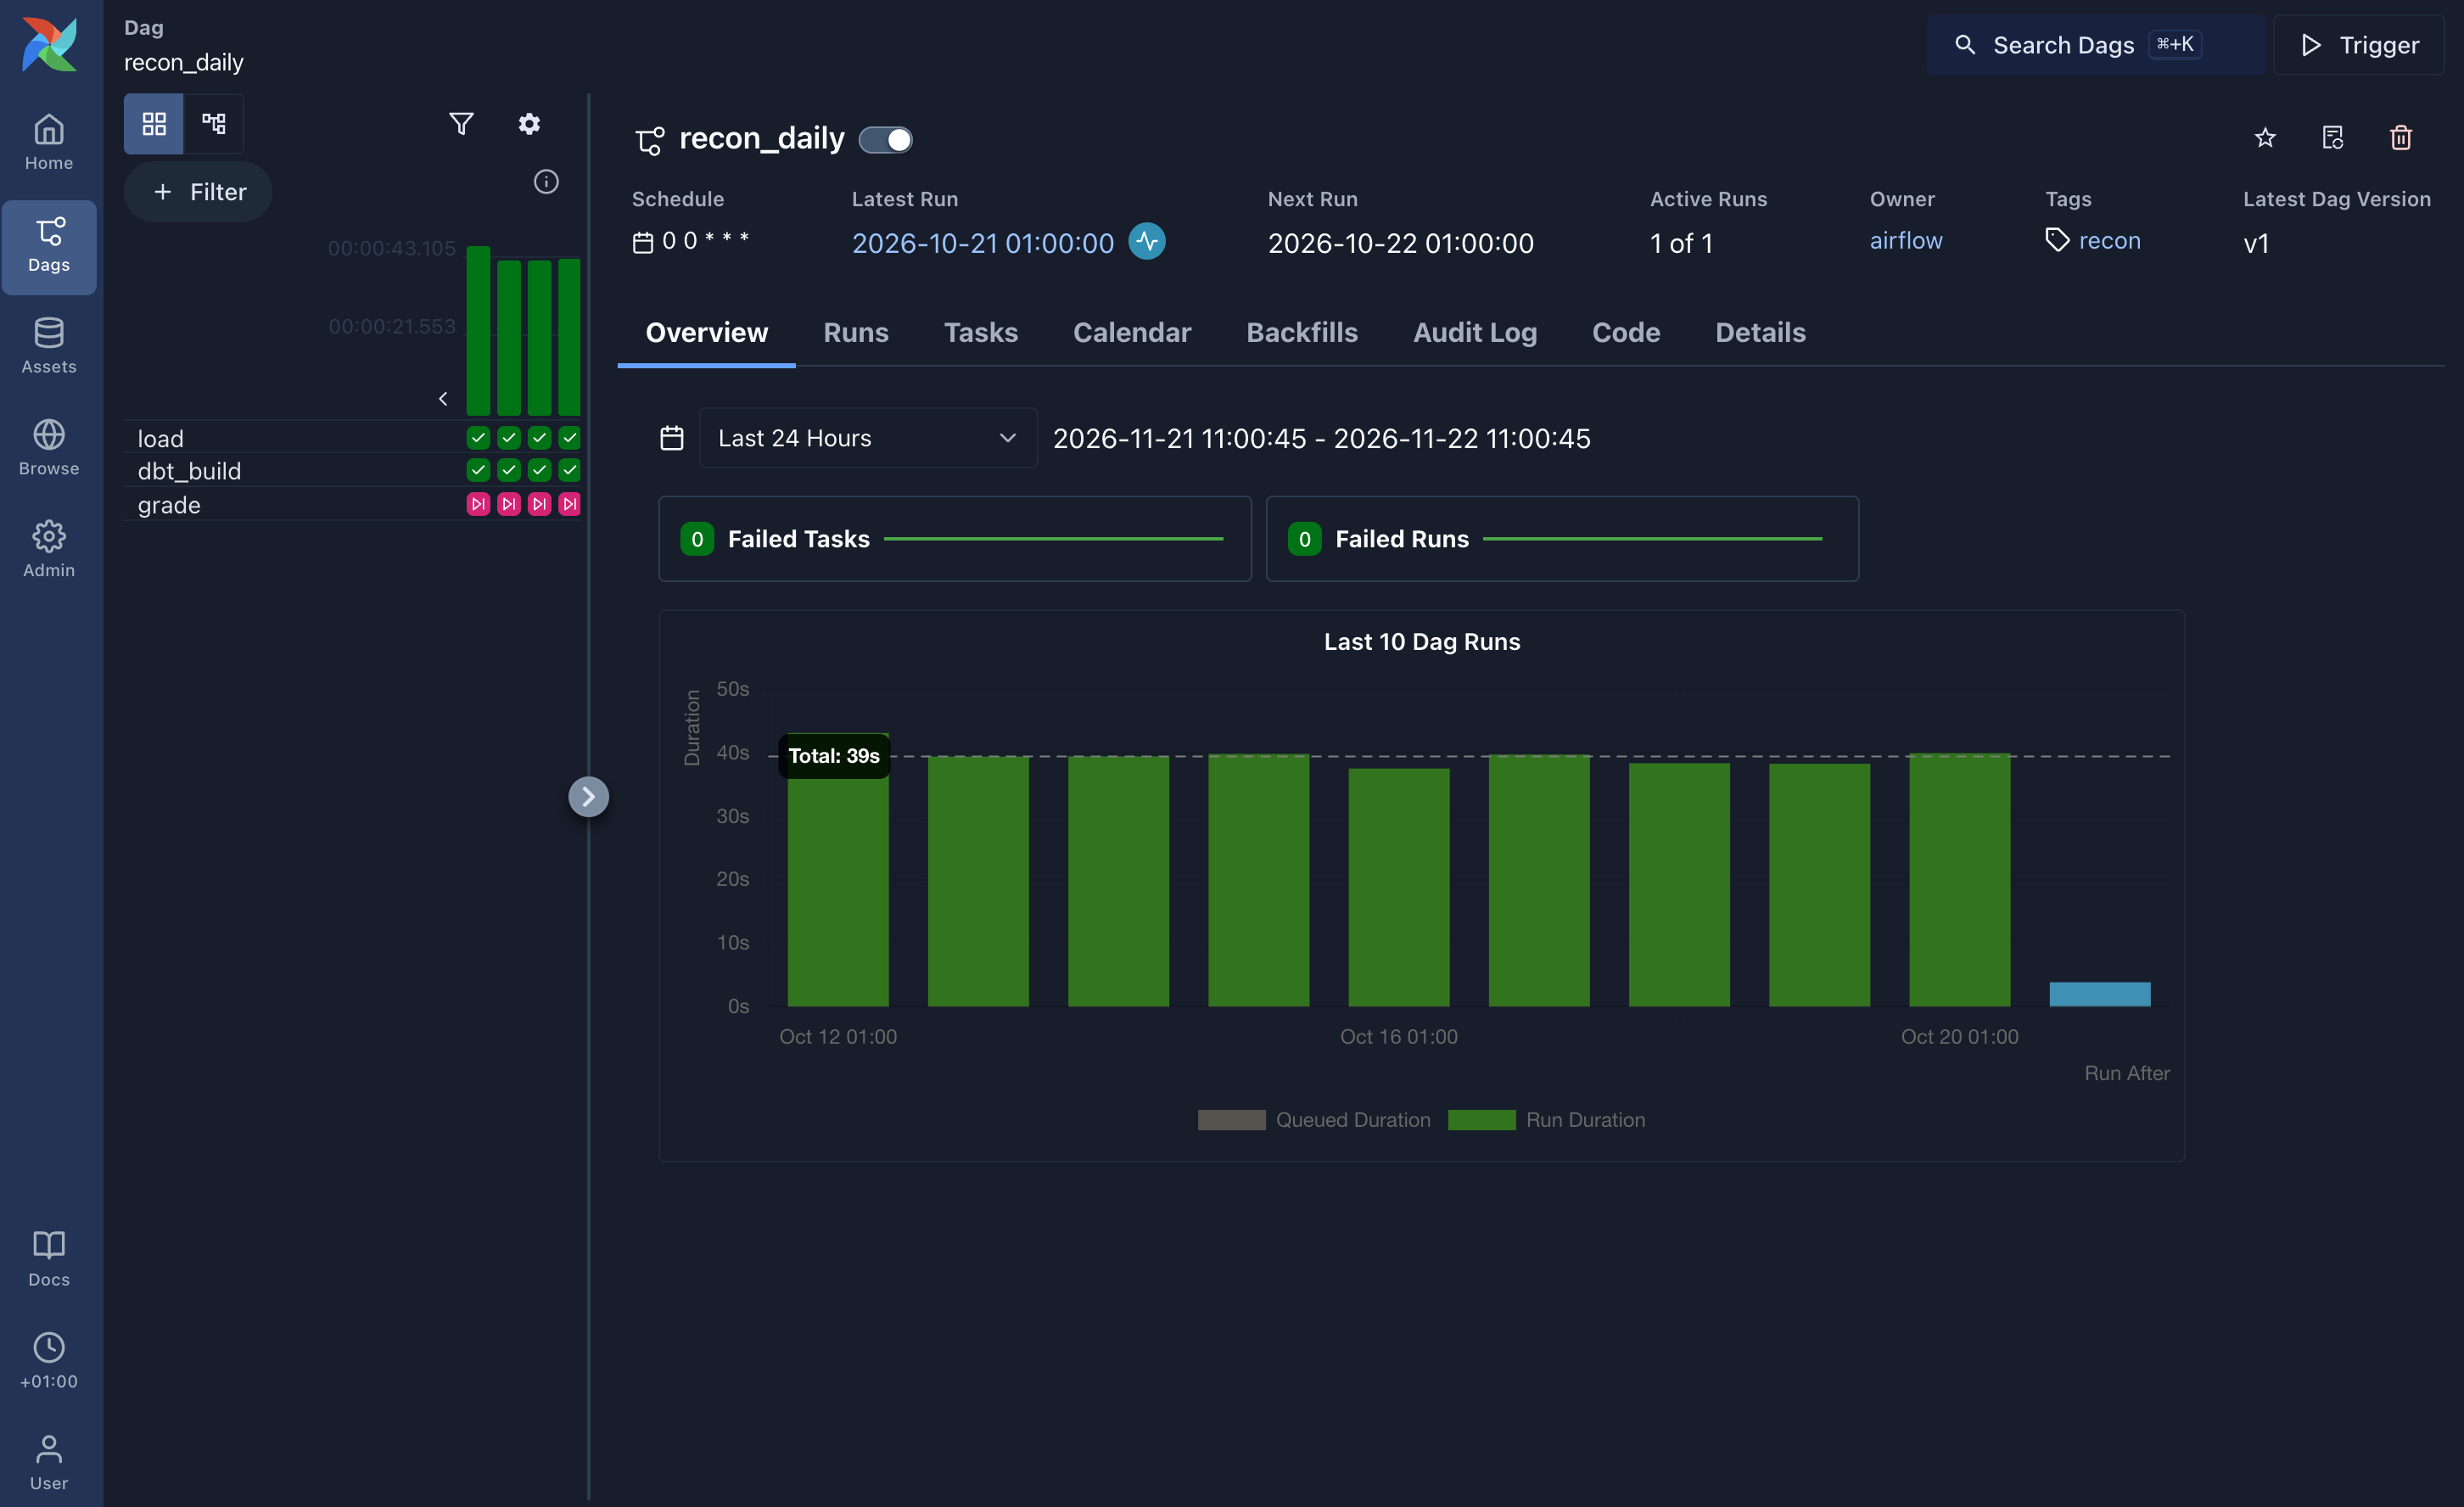 Dag
recon_daily
Search Dags ⌘+K
Trigger
Home
Dags
Assets
Browse
Admin
Docs
+01:00
User
+ Filter
00:00:43.105
00:00:21.553
load
dbt_build
grade
recon_daily
Schedule
0 0 * * *
Latest Run
2026-10-21 01:00:00
Next Run
2026-10-22 01:00:00
Active Runs
1 of 1
Owner
airflow
Tags
recon
Latest Dag Version
v1
Overview Runs Tasks Calendar Backfills Audit Log Code Details
Last 24 Hours
2026-11-21 11:00:45 - 2026-11-22 11:00:45
0 Failed Tasks
0 Failed Runs
Last 10 Dag Runs
Duration
50s
40s
30s
20s
10s
0s
Total: 39s
Oct 12 01:00
Oct 16 01:00
Oct 20 01:00
Run After
Queued Duration
Run Duration